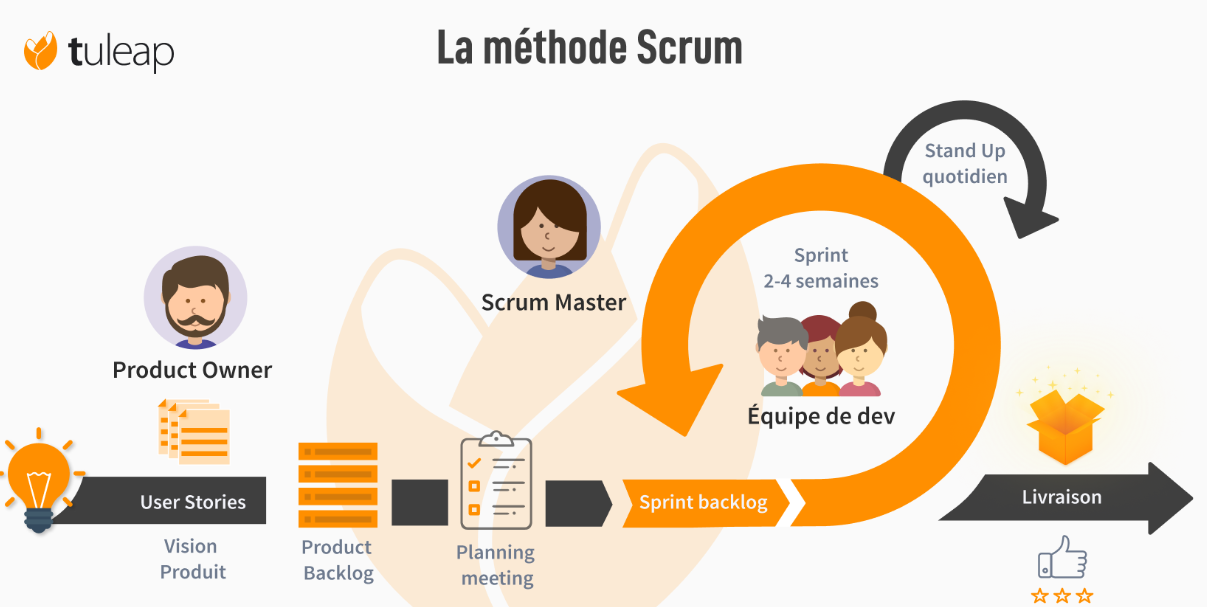 tuleap
La méthode Scrum
Stand Up
quotidien
Sprint
2-4 semaines
Scrum Master
Product Owner
Équipe de dev
User Stories
Sprint backlog
Livraison
Vision
Produit
Product
Backlog
Planning
meeting